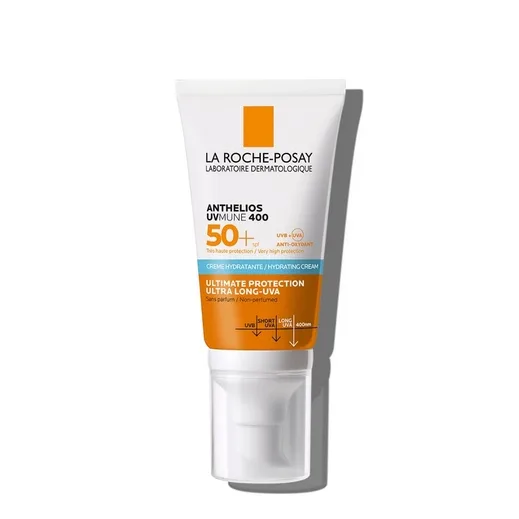 LA ROCHE-POSAY
LABORATOIRE DERMATOLOGIQUE
ANTHELIOS
UVMUNE 400
50+ SPF
UVB + UVA
ANTI-OXYDANT
Très haute protection / Very high protection
CRÈME HYDRATANTE / HYDRATING CREAM
ULTIMATE PROTECTION
ULTRA LONG-UVA
Sans parfum / Non-perfumed
UVB
SHORT UVA
LONG UVA
400nm